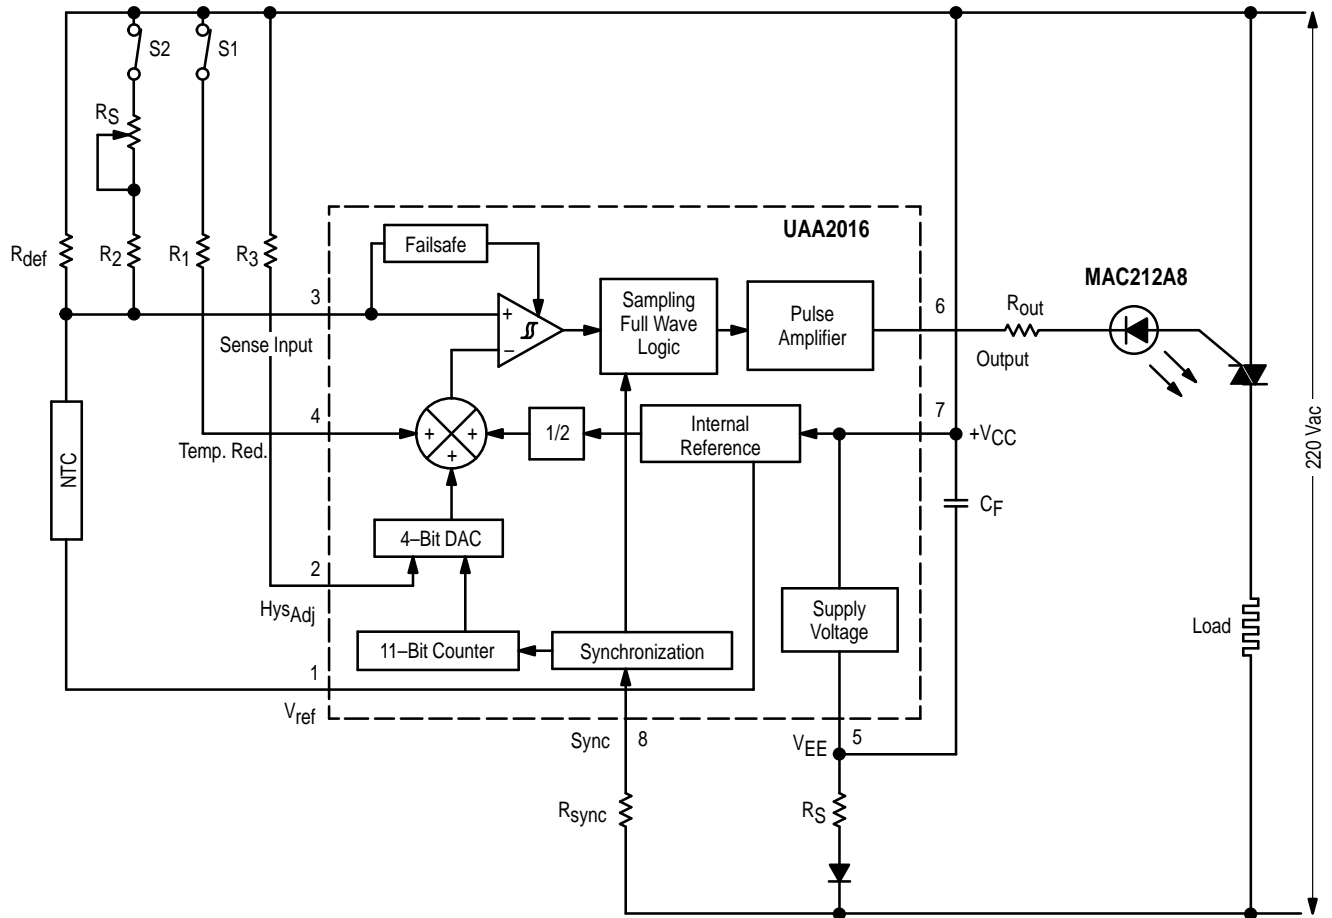 S2
S1
RS
UAA2016
Failsafe
Rdef
R2
R1
R3
MAC212A8
3
Sampling
Full Wave
Logic
Pulse
Amplifier
6
Rout
+
−
Sense Input
Output
4
7
Internal
Reference
1/2
+
+
+
+VCC
Temp. Red.
220 Vac
NTC
CF
4–Bit DAC
2
HysAdj
Supply
Voltage
Load
11–Bit Counter
Synchronization
1
Vref
Sync
8
VEE
5
Rsync
RS